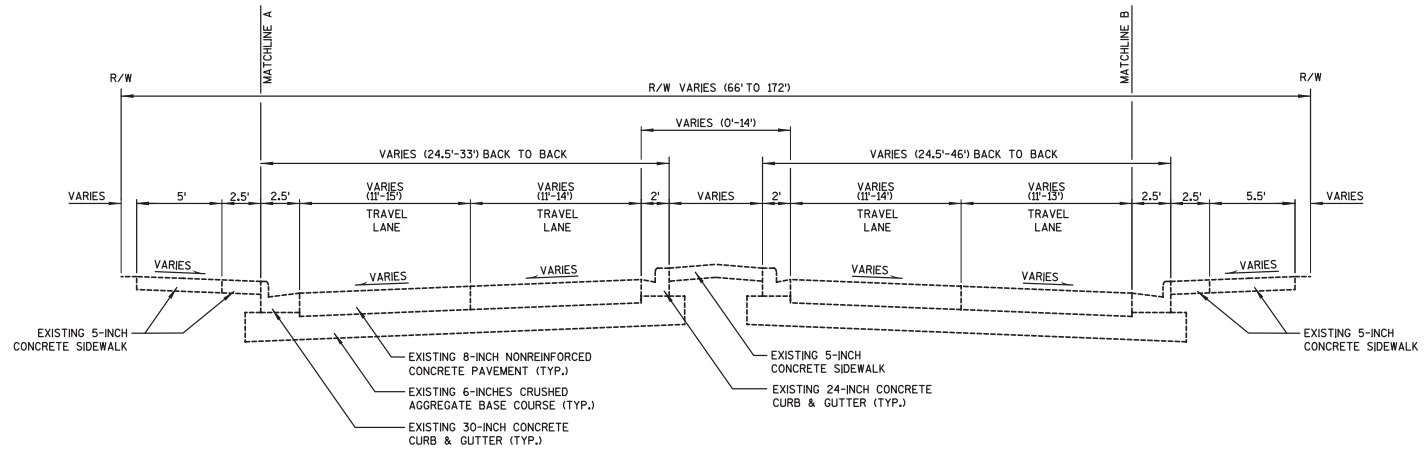 MATCHLINE A
MATCHLINE B
R/W
R/W
R/W VARIES (66' TO 172')
VARIES (0'-14')
VARIES (24.5'-33') BACK TO BACK
VARIES (24.5'-46') BACK TO BACK
VARIES
5'
2.5'
2.5'
VARIES
(11'-15')
TRAVEL
LANE
VARIES
(11'-14')
TRAVEL
LANE
2'
VARIES
2'
VARIES
(11'-14')
TRAVEL
LANE
VARIES
(11'-13')
TRAVEL
LANE
2.5'
2.5'
5.5'
VARIES
VARIES
VARIES
VARIES
VARIES
VARIES
VARIES
EXISTING 5-INCH
CONCRETE SIDEWALK
EXISTING 8-INCH NONREINFORCED
CONCRETE PAVEMENT (TYP.)
EXISTING 6-INCHES CRUSHED
AGGREGATE BASE COURSE (TYP.)
EXISTING 30-INCH CONCRETE
CURB & GUTTER (TYP.)
EXISTING 5-INCH
CONCRETE SIDEWALK
EXISTING 24-INCH CONCRETE
CURB & GUTTER (TYP.)
EXISTING 5-INCH
CONCRETE SIDEWALK